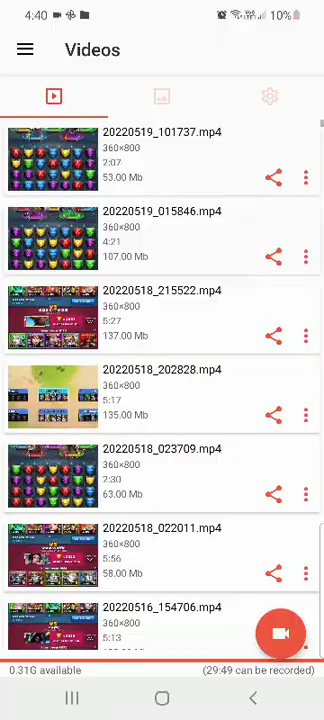 4:40
10%
Videos
20220519_101737.mp4
360×800
2:07
53.00 Mb
20220519_015846.mp4
360×800
4:21
107.00 Mb
20220518_215522.mp4
360×800
5:27
137.00 Mb
20220518_202828.mp4
360×800
5:17
135.00 Mb
20220518_023709.mp4
360×800
2:30
63.00 Mb
20220518_022011.mp4
360×800
5:56
58.00 Mb
20220516_154706.mp4
360×800
5:13
0.31G available
(29:49 can be recorded)